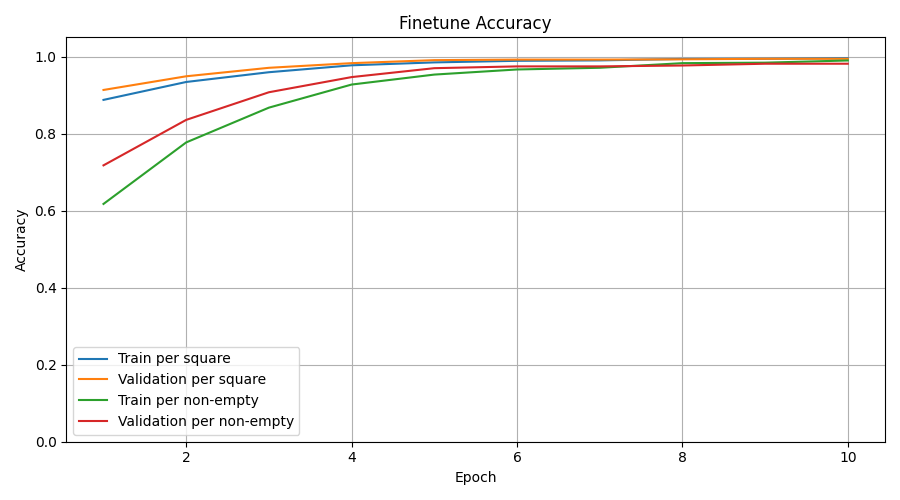 Finetune Accuracy
1.0
0.8
0.6
0.4
0.2
0.0
Accuracy
Train per square
Validation per square
Train per non-empty
Validation per non-empty
2 4 6 8 10
Epoch